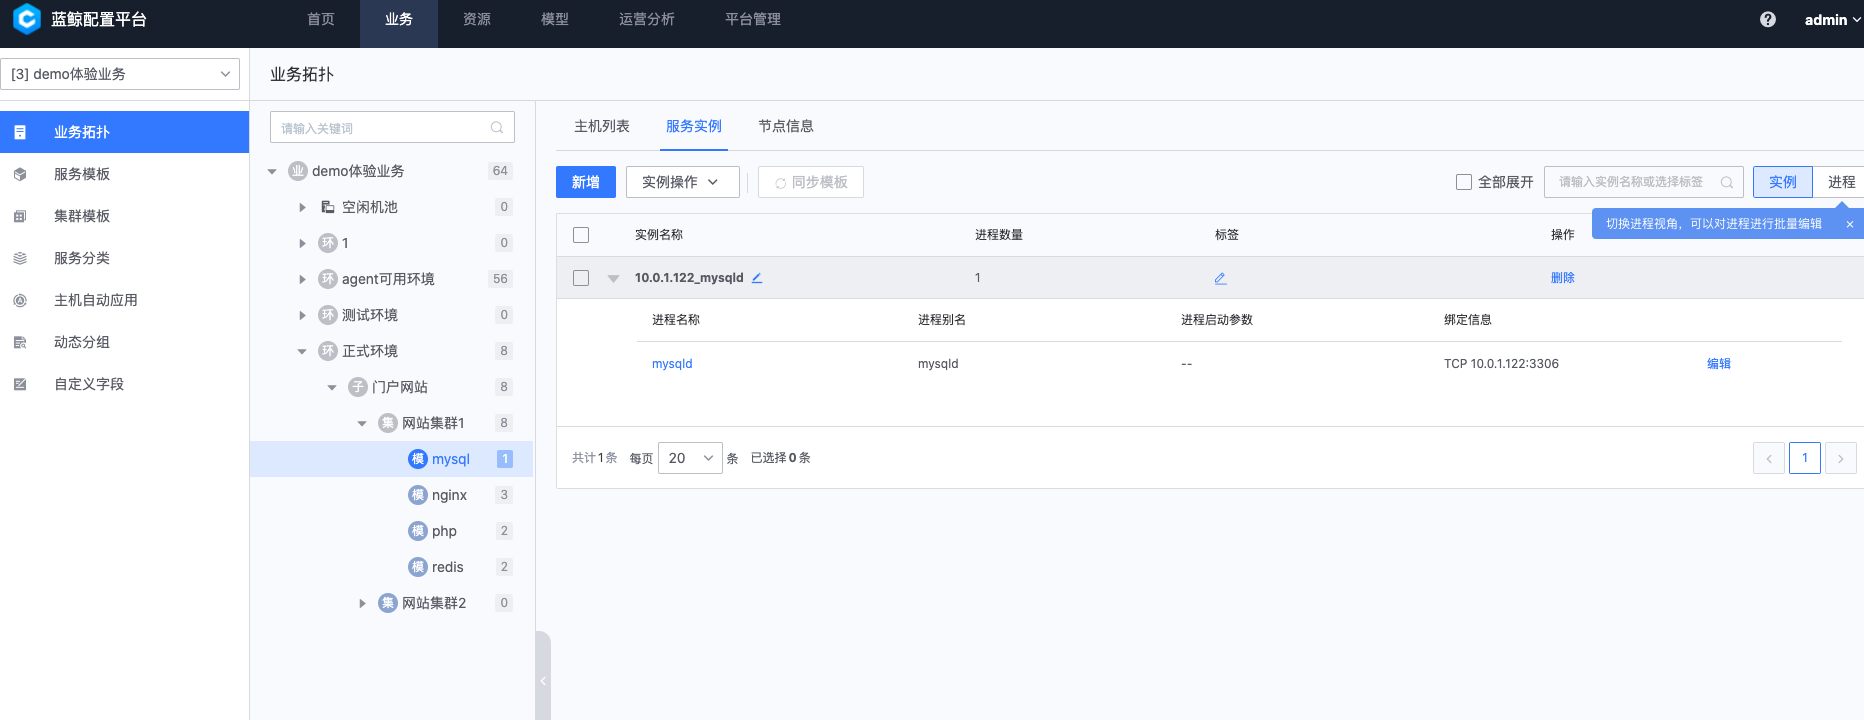 蓝鲸配置平台
首页 业务 资源 模型 运营分析 平台管理
admin
[3] demo体验业务
业务拓扑
业务拓扑
服务模板
集群模板
服务分类
主机自动应用
动态分组
自定义字段
请输入关键词
业 demo体验业务 64
空闲机池 0
环 1 0
环 agent可用环境 56
环 测试环境 0
环 正式环境 8
子 门户网站 8
集 网站集群1 8
模 mysql 1
模 nginx 3
模 php 2
模 redis 2
集 网站集群2 0
主机列表 服务实例 节点信息
新增 实例操作 同步模板 全部展开 请输入实例名称或选择标签 实例 进程
切换进程视角，可以对进程进行批量编辑 ×
实例名称 进程数量 标签 操作
10.0.1.122_mysqld 1 删除
进程名称 进程别名 进程启动参数 绑定信息
mysqld mysqld -- TCP 10.0.1.122:3306 编辑
共计1条 每页 20 条 已选择0条 1